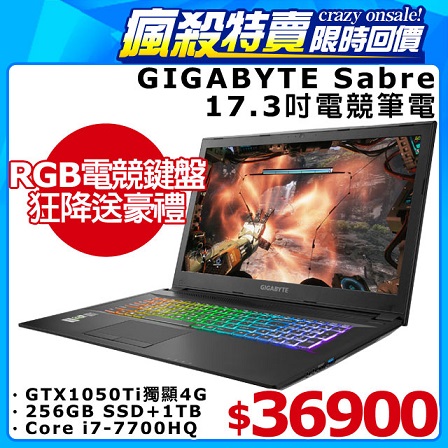 瘋殺特賣
crazy onsale!
限時回價
GIGABYTE Sabre
17.3吋電競筆電
RGB電競鍵盤
狂降送豪禮
GIGABYTE
·GTX1050Ti獨顯4G
·256GB SSD+1TB
·Core i7-7700HQ
$36900